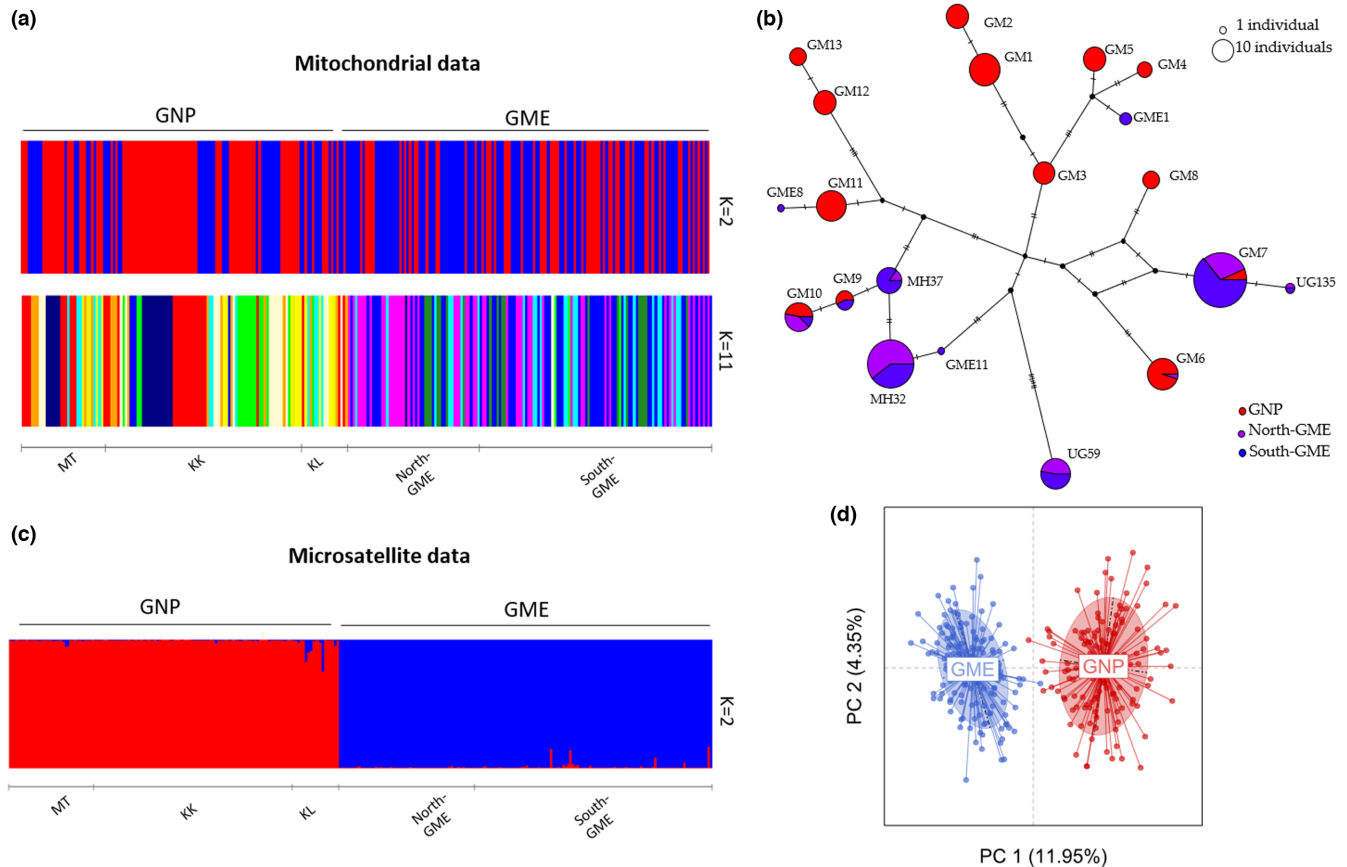 (a)
Mitochondrial data
GNP
GME
K=2
K=11
MT
KK
KL
North-
GME
South-
GME
(b)
1 individual
10 individuals
GM2
GM13
GM1
GM5
GM4
GM12
GME1
GM3
GM8
GM11
GME8
GM7
MH37
GM9
UG135
GM10
GME11
GM6
MH32
GNP
North-GME
South-GME
UG59
(c)
Microsatellite data
GNP
GME
K=2
MT
KK
KL
North-
GME
South-
GME
(d)
GME
GNP
PC 2 (4.35%)
PC 1 (11.95%)